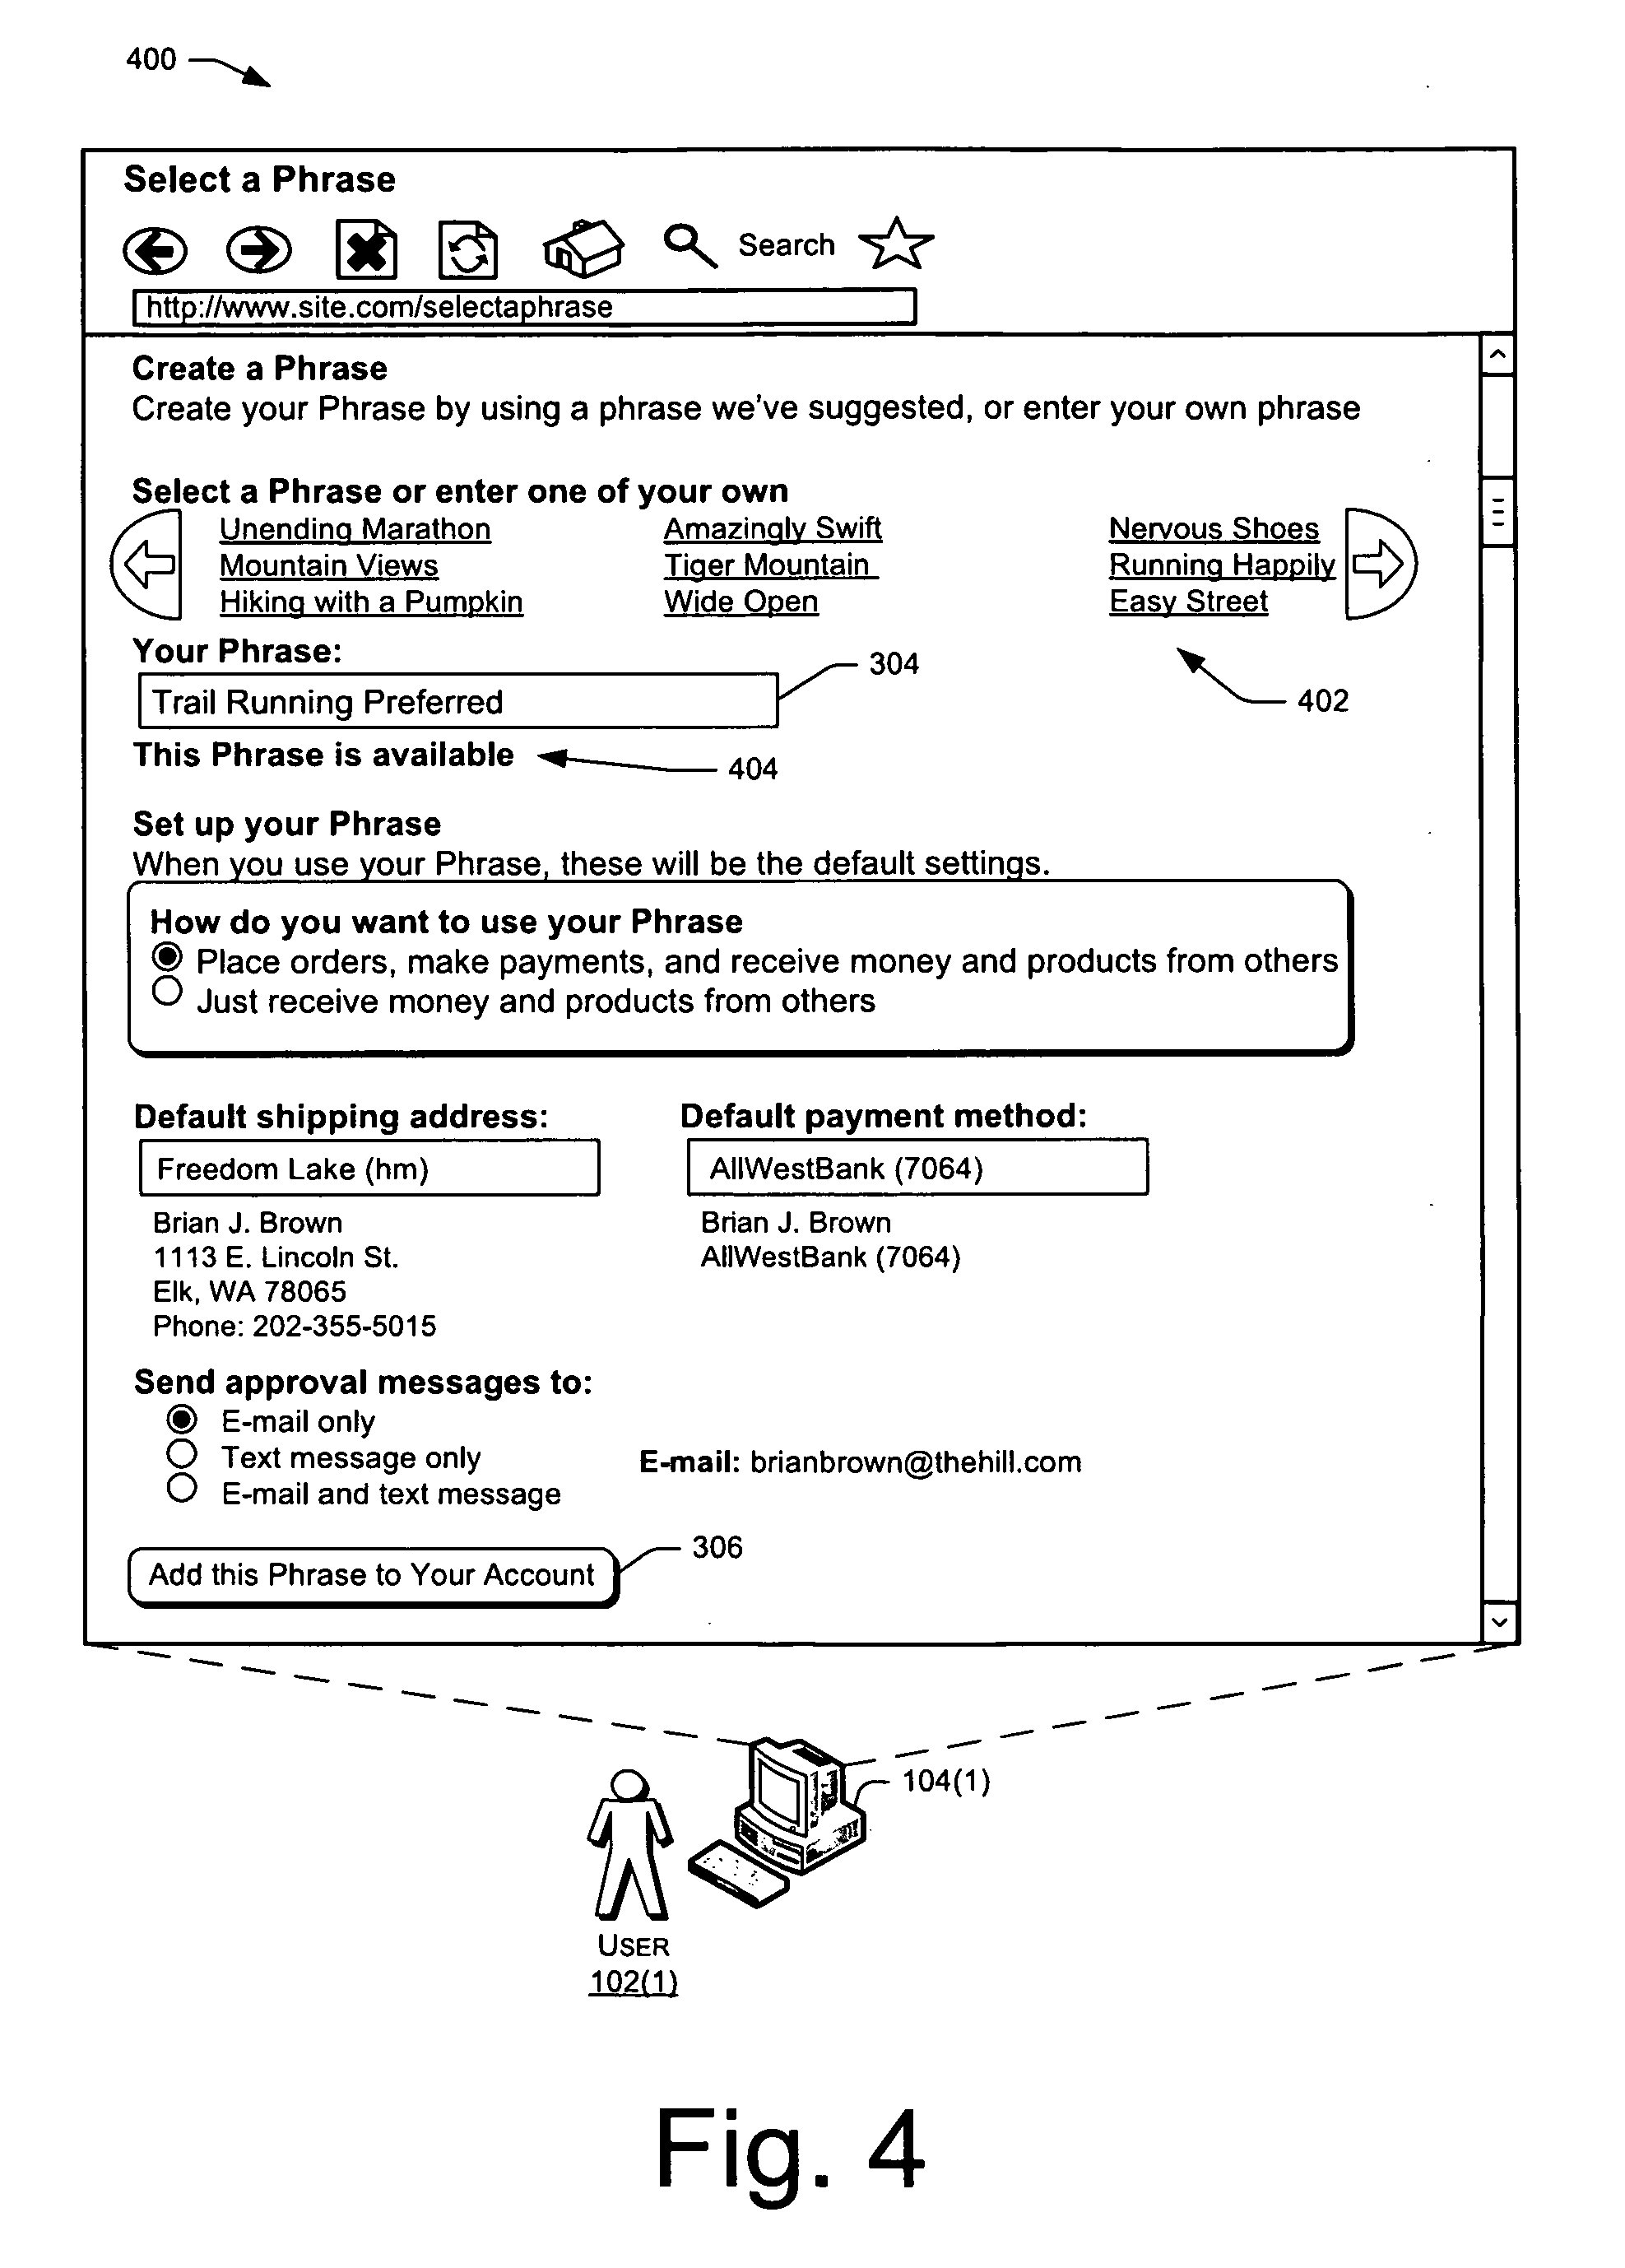 400
Select a Phrase
Search
http://www.site.com/selectaphrase
Create a Phrase
Create your Phrase by using a phrase we've suggested, or enter your own phrase
Select a Phrase or enter one of your own
Unending Marathon Amazingly Swift Nervous Shoes
Mountain Views Tiger Mountain Running Happily
Hiking with a Pumpkin Wide Open Easy Street
Your Phrase:
304
Trail Running Preferred
402
This Phrase is available
404
Set up your Phrase
When you use your Phrase, these will be the default settings.
How do you want to use your Phrase
Place orders, make payments, and receive money and products from others
Just receive money and products from others
Default shipping address: Default payment method:
Freedom Lake (hm) AllWestBank (7064)
Brian J. Brown Brian J. Brown
1113 E. Lincoln St. AllWestBank (7064)
Elk, WA 78065
Phone: 202-355-5015
Send approval messages to:
E-mail only
Text message only E-mail: brianbrown@thehill.com
E-mail and text message
306
Add this Phrase to Your Account
104(1)
USER
102(1)
Fig. 4